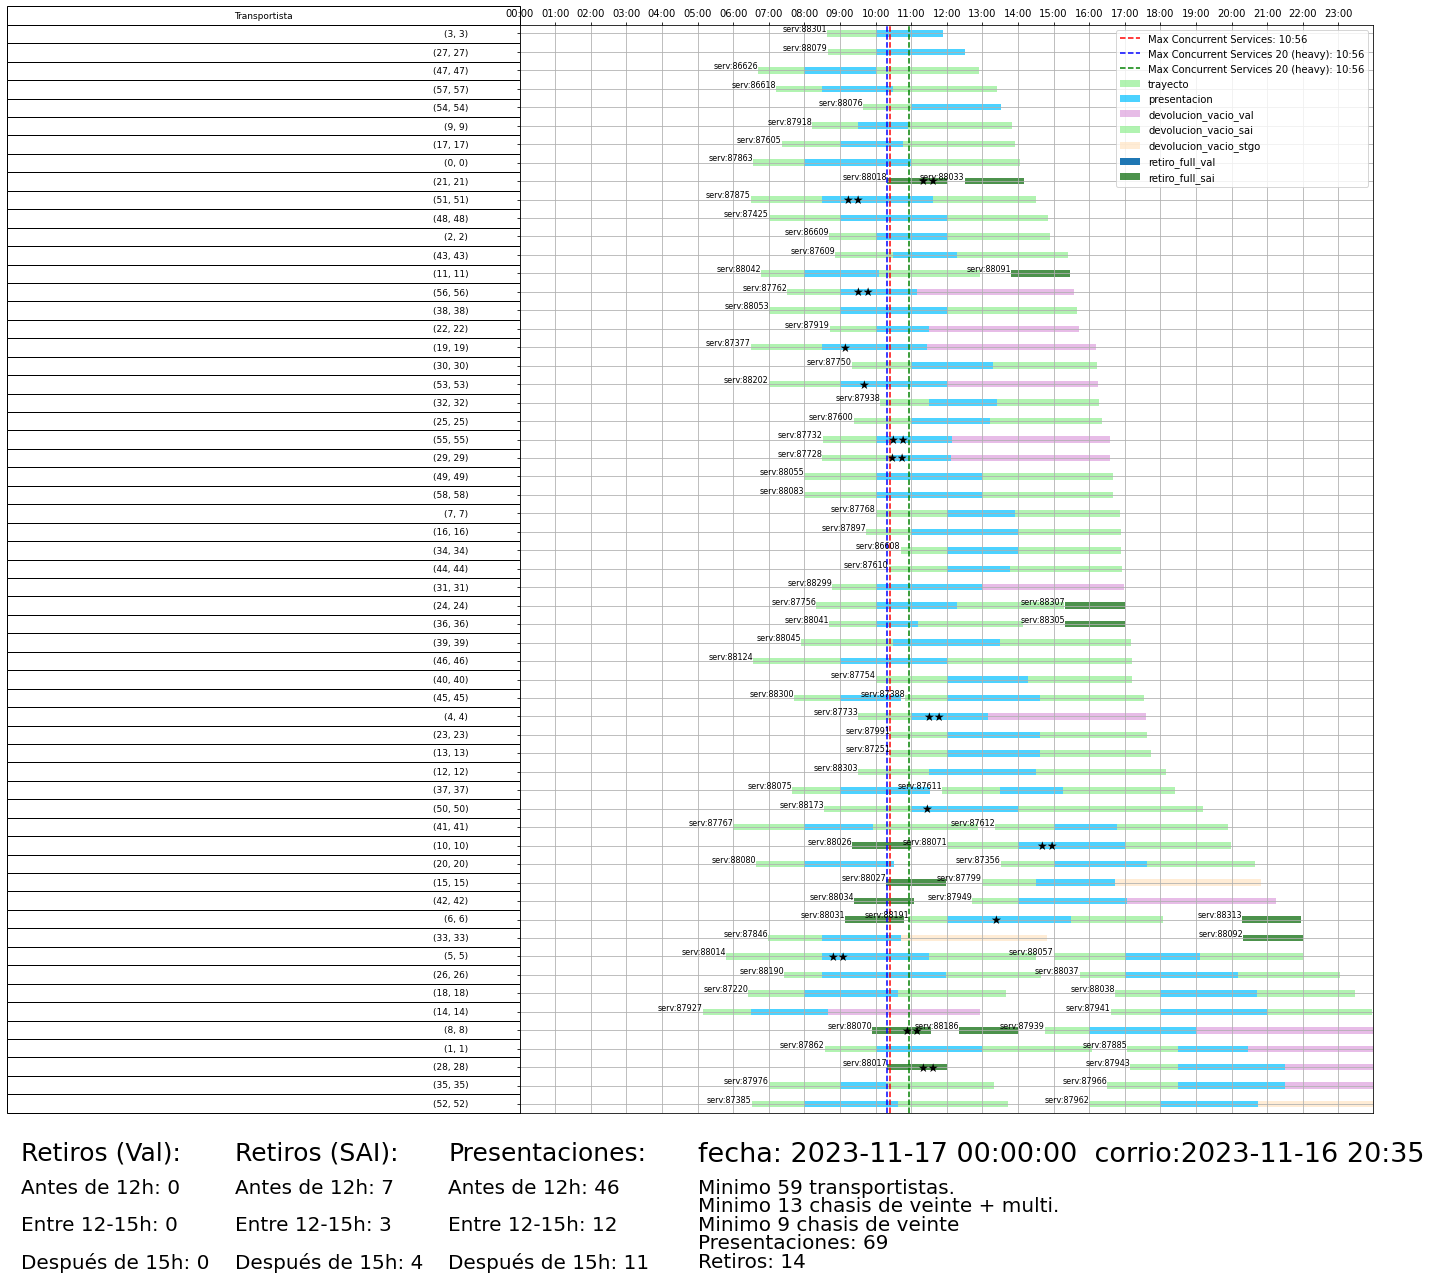 Transportista
00:00 01:00 02:00 03:00 04:00 05:00 06:00 07:00 08:00 09:00 10:00 11:00 12:00 13:00 14:00 15:00 16:00 17:00 18:00 19:00 20:00 21:00 22:00 23:00
Max Concurrent Services: 10:56
Max Concurrent Services 20 (heavy): 10:56
Max Concurrent Services 20 (heavy): 10:56
trayecto
presentacion
devolucion_vacio_val
devolucion_vacio_sai
devolucion_vacio_stgo
retiro_full_val
retiro_full_sai
(3, 3) serv:88301
(27, 27) serv:88079
(47, 47) serv:86626
(57, 57) serv:86618
(54, 54) serv:88076
(9, 9) serv:87918
(17, 17) serv:87605
(0, 0) serv:87863
(21, 21) serv:88018 serv:88033
(51, 51) serv:87875
(48, 48) serv:87425
(2, 2) serv:86609
(43, 43) serv:87609
(11, 11) serv:88042 serv:88091
(56, 56) serv:87762
(38, 38) serv:88053
(22, 22) serv:87919
(19, 19) serv:87377
(30, 30) serv:87750
(53, 53) serv:88202
(32, 32) serv:87938
(25, 25) serv:87600
(55, 55) serv:87732
(29, 29) serv:87728
(49, 49) serv:88055
(58, 58) serv:88083
(7, 7) serv:87768
(16, 16) serv:87897
(34, 34) serv:86608
(44, 44) serv:87610
(31, 31) serv:88299
(24, 24) serv:87756 serv:88307
(36, 36) serv:88041 serv:88305
(39, 39) serv:88045
(46, 46) serv:88124
(40, 40) serv:87754
(45, 45) serv:88300 serv:87388
(4, 4) serv:87733
(23, 23)
(13, 13)
(12, 12) serv:88303
(37, 37) serv:88075 serv:87611
(50, 50) serv:88173
(41, 41) serv:87767 serv:87612
(10, 10) serv:88026 serv:88071
(20, 20) serv:88080 serv:87356
(15, 15) serv:88027 serv:87799
(42, 42) serv:88034 serv:87949
(6, 6) serv:88031 serv:88191 serv:88313
(33, 33) serv:87846 serv:88092
(5, 5) serv:88014 serv:88057
(26, 26) serv:88190 serv:88037
(18, 18) serv:87220 serv:88038
(14, 14) serv:87927 serv:87941
(8, 8) serv:88070 serv:88186 serv:87939
(1, 1) serv:87862 serv:87885
(28, 28) serv:88017 serv:87943
(35, 35) serv:87976 serv:87966
(52, 52) serv:87385 serv:87962
Retiros (Val):
Antes de 12h: 0
Entre 12-15h: 0
Después de 15h: 0
Retiros (SAI):
Antes de 12h: 7
Entre 12-15h: 3
Después de 15h: 4
Presentaciones:
Antes de 12h: 46
Entre 12-15h: 12
Después de 15h: 11
fecha: 2023-11-17 00:00:00 corrio:2023-11-16 20:35
Minimo 59 transportistas.
Minimo 13 chasis de veinte + multi.
Minimo 9 chasis de veinte
Presentaciones: 69
Retiros: 14